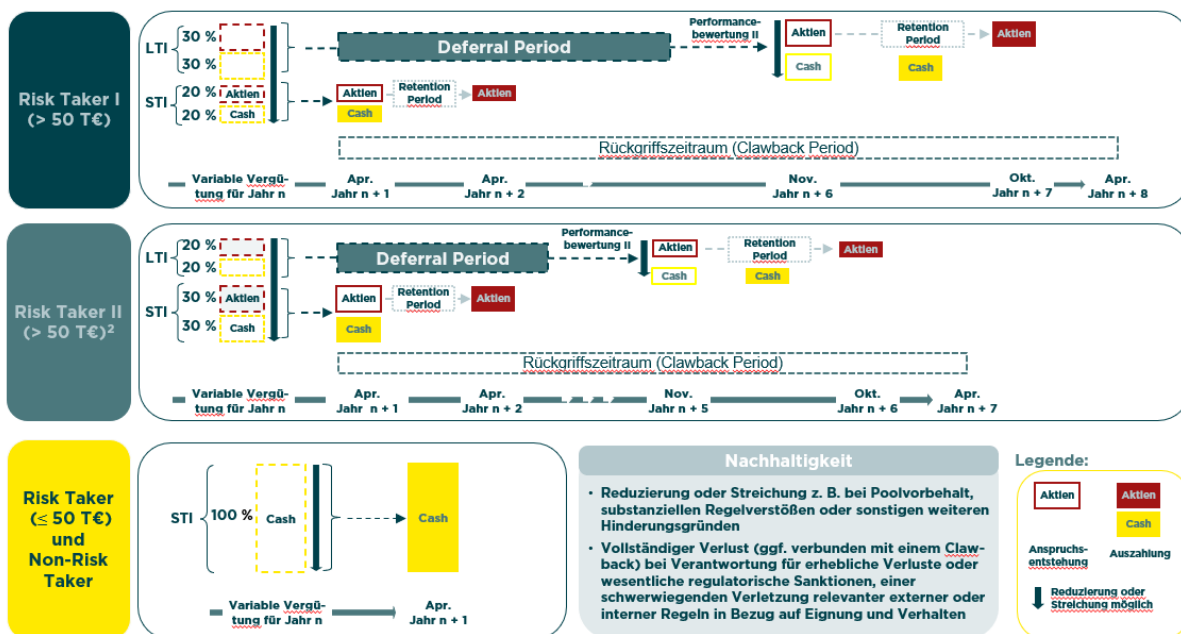 Risk Taker I
(> 50 T€)
LTI
30 %
30 %
STI
20 %
Aktien
20 %
Cash
Deferral Period
Performance-
bewertung II
Aktien
Cash
Retention
Period
Cash
Aktien
Aktien
Cash
Retention
Period
Aktien
Rückgriffszeitraum (Clawback Period)
Variable Vergü-
tung für Jahr n
Apr.
Jahr n + 1
Apr.
Jahr n + 2
Nov.
Jahr n + 6
Okt.
Jahr n + 7
Apr.
Jahr n + 8
Risk Taker II
(> 50 T€)²
LTI
20 %
20 %
STI
30 %
Aktien
30 %
Cash
Deferral Period
Performance-
bewertung II
Aktien
Cash
Retention
Period
Cash
Aktien
Aktien
Cash
Retention
Period
Aktien
Rückgriffszeitraum (Clawback Period)
Variable Vergü-
tung für Jahr n
Apr.
Jahr n + 1
Apr.
Jahr n + 2
Nov.
Jahr n + 5
Okt.
Jahr n + 6
Apr.
Jahr n + 7
Risk Taker
(≤ 50 T€)
und
Non-Risk
Taker
STI
100 %
Cash
Cash
Variable Vergü-
tung für Jahr n
Apr.
Jahr n + 1
Nachhaltigkeit
• Reduzierung oder Streichung z. B. bei Poolvorbehalt,
substanziellen Regelverstößen oder sonstigen weiteren
Hinderungsgründen
• Vollständiger Verlust (ggf. verbunden mit einem Claw-
back) bei Verantwortung für erhebliche Verluste oder
wesentliche regulatorische Sanktionen, einer
schwerwiegenden Verletzung relevanter externer oder
interner Regeln in Bezug auf Eignung und Verhalten
Legende:
Aktien
Aktien
Cash
Anspruchs-
entstehung
Auszahlung
Reduzierung oder
Streichung möglich